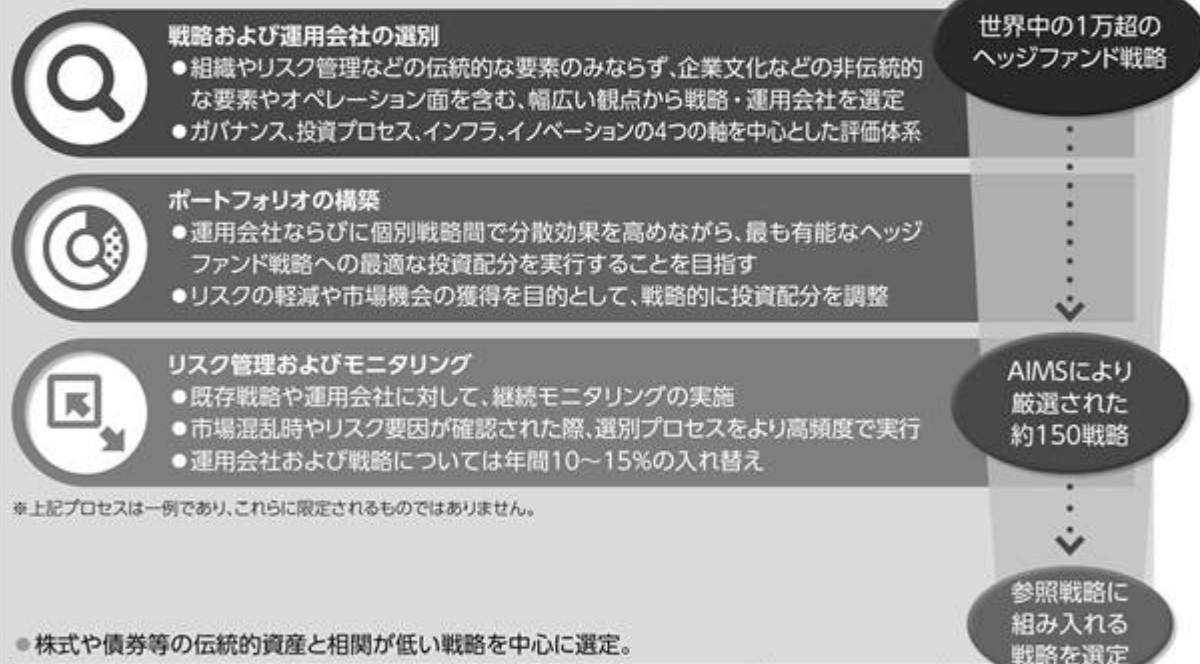 戦略および運用会社の選別
●組織やリスク管理などの伝統的な要素のみならず、企業文化などの非伝統的
な要素やオペレーション面を含む、幅広い観点から戦略・運用会社を選定
●ガバナンス、投資プロセス、インフラ、イノベーションの4つの軸を中心とした評価体系
世界中の1万超の
ヘッジファンド戦略
ポートフォリオの構築
●運用会社ならびに個別戦略間で分散効果を高めながら、最も有能なヘッジ
ファンド戦略への最適な投資配分を実行することを目指す
●リスクの軽減や市場機会の獲得を目的として、戦略的に投資配分を調整
リスク管理およびモニタリング
●既存戦略や運用会社に対して、継続モニタリングの実施
●市場混乱時やリスク要因が確認された際、選別プロセスをより高頻度で実行
●運用会社および戦略については年間10～15%の入れ替え
AIMSにより
厳選された
約150戦略
※上記プロセスは一例であり、これらに限定されるものではありません。
参照戦略に
組み入れる
戦略を選定
●株式や債券等の伝統的資産と相関が低い戦略を中心に選定。